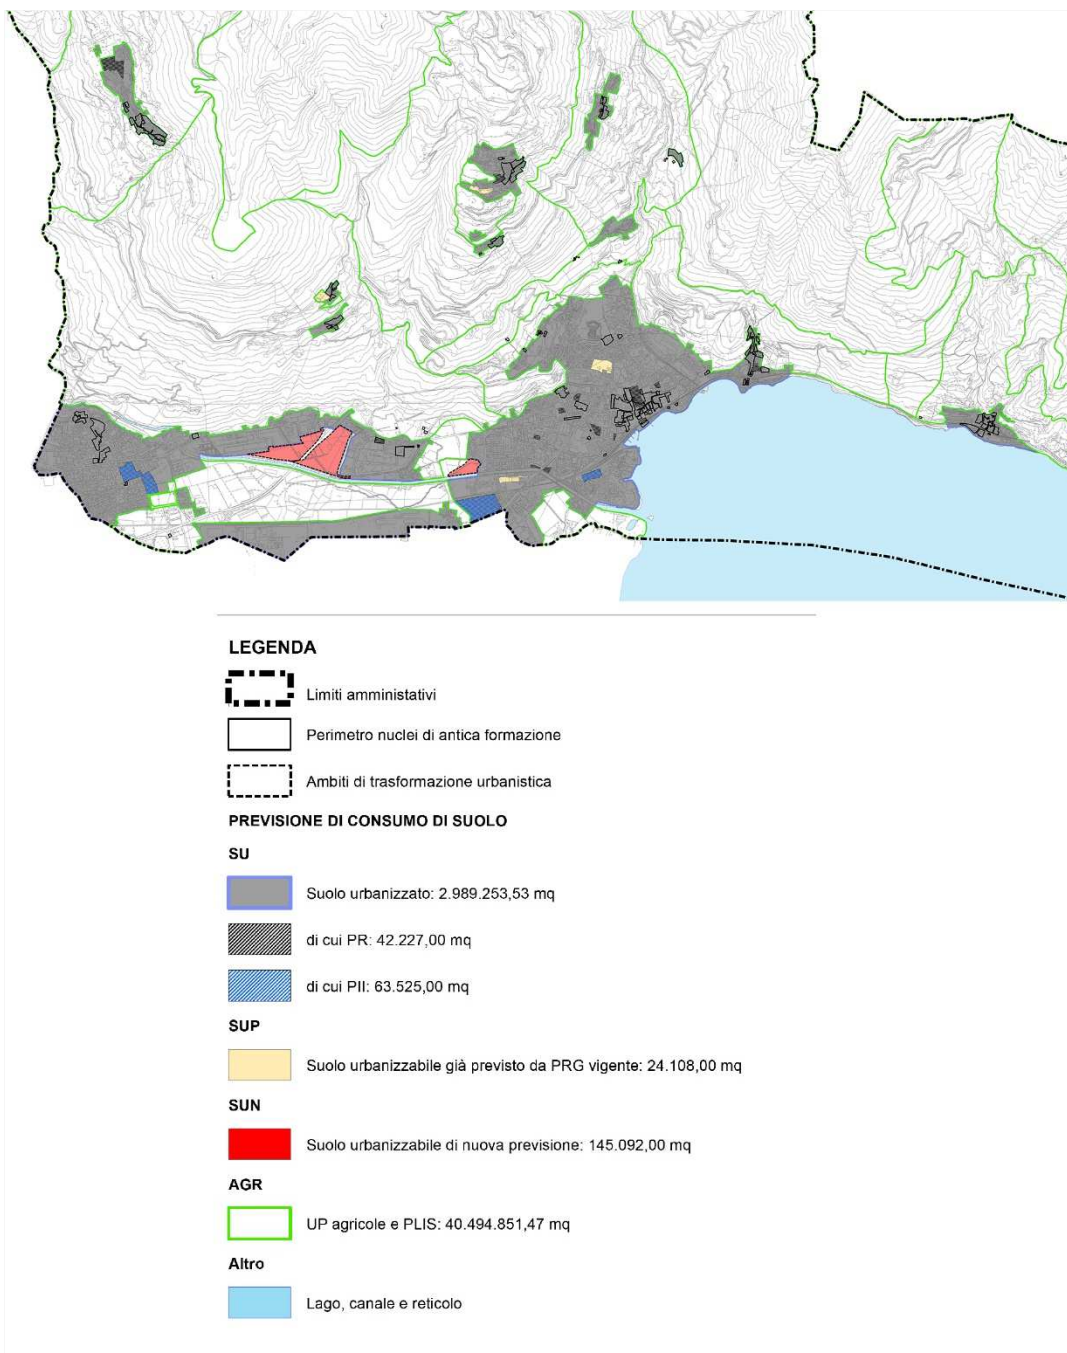 LEGENDA
Limiti amministativi
Perimetro nuclei di antica formazione
Ambiti di trasformazione urbanistica
PREVISIONE DI CONSUMO DI SUOLO
SU
Suolo urbanizzato: 2.989.253,53 mq
di cui PR: 42.227,00 mq
di cui PII: 63.525,00 mq
SUP
Suolo urbanizzabile già previsto da PRG vigente: 24.108,00 mq
SUN
Suolo urbanizzabile di nuova previsione: 145.092,00 mq
AGR
UP agricole e PLIS: 40.494.851,47 mq
Altro
Lago, canale e reticolo